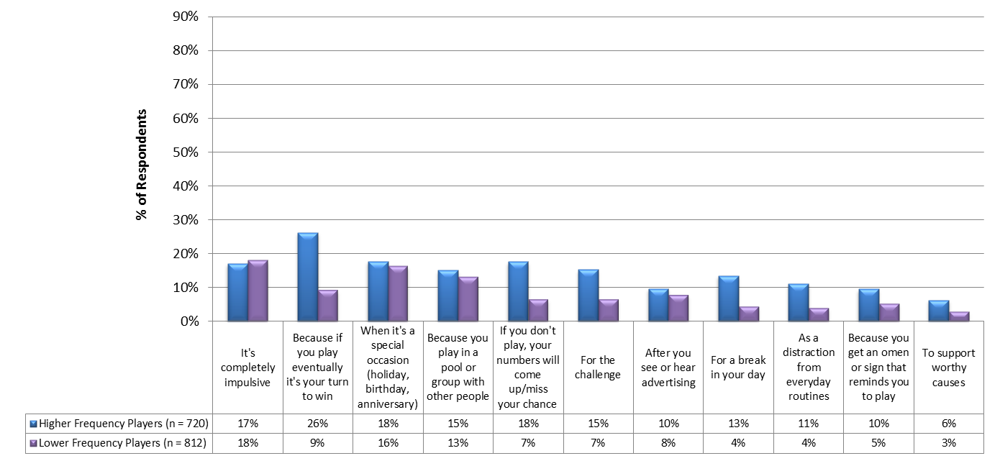 90%
80%
70%
60%
50%
40%
30%
20%
10%
0%
% of Respondents
It's
completely
impulsive
Because if
you play
eventually
it's your turn
to win
When it's a
special
occasion
(holiday,
birthday,
anniversary)
Because you
play in a
pool or
group with
other people
If you don't
play, your
numbers will
come
up/miss
your chance
For the
challenge
After you
see or hear
advertising
For a break
in your day
As a
distraction
from
everyday
routines
Because you
get an omen
or sign that
reminds you
to play
To support
worthy
causes
Higher Frequency Players (n = 720) 17% 26% 18% 15% 18% 15% 10% 13% 11% 10% 6%
Lower Frequency Players (n = 812) 18% 9% 16% 13% 7% 7% 8% 4% 4% 5% 3%